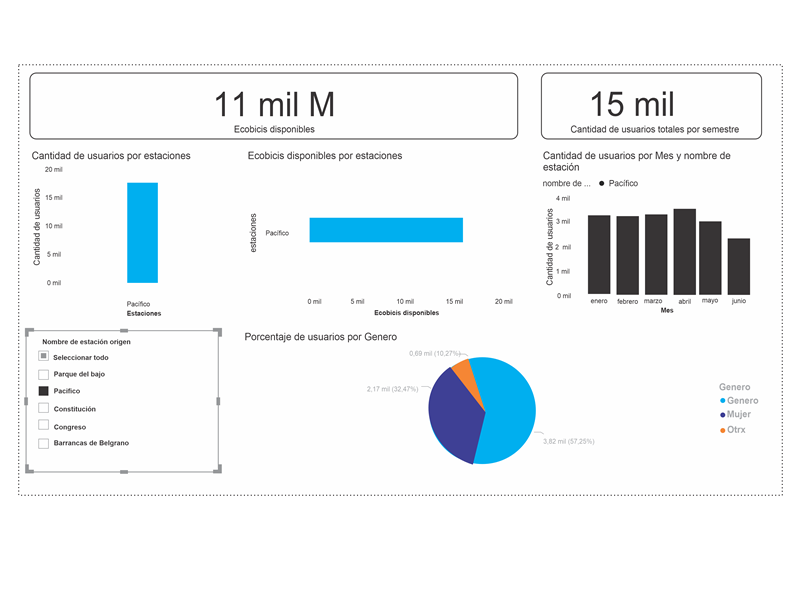 11 mil M
Ecobicis disponibles
15 mil
Cantidad de usuarios totales por semestre
Cantidad de usuarios por estaciones
20 mil
15 mil
10 mil
5 mil
0 mil
Cantidad de usuarios
Pacífico
Estaciones
Ecobicis disponibles por estaciones
estaciones
Pacífico
0 mil
5 mil
10 mil
15 mil
20 mil
Ecobicis disponibles
Cantidad de usuarios por Mes y nombre de
estación
nombre de ...
Pacífico
4 mil
3 mil
2 mil
1 mil
0 mil
Cantidad de usuarios
enero
febrero
marzo
abril
mayo
junio
Mes
Nombre de estación origen
Seleccionar todo
Parque del bajo
Pacífico
Constitución
Congreso
Barrancas de Belgrano
Porcentaje de usuarios por Genero
0,69 mil (10,27%)
2,17 mil (32,47%)
3,82 mil (57,25%)
Genero
Genero
Mujer
Otrx